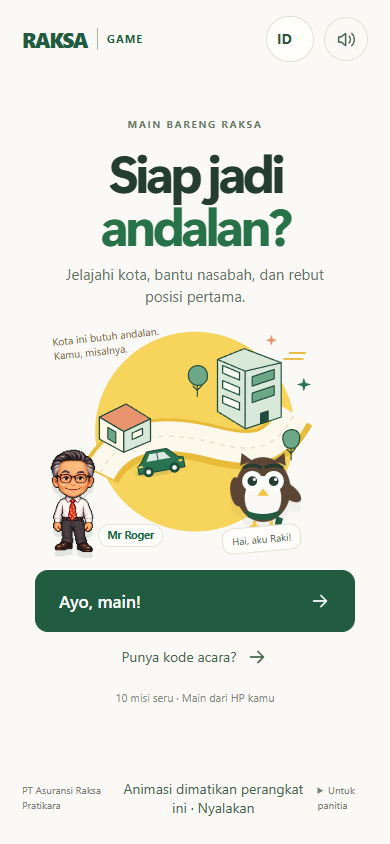 RAKSA GAME ID
MAIN BARENG RAKSA
Siap jadi
andalan?
Jelajahi kota, bantu nasabah, dan rebut
posisi pertama.
Kota ini butuh andalan.
Kamu, misalnya.
Mr Roger
Hai, aku Raki!
Ayo, main!
Punya kode acara?
10 misi seru · Main dari HP kamu
PT Asuransi Raksa
Pratikara
Animasi dimatikan perangkat
ini · Nyalakan
Untuk
panitia